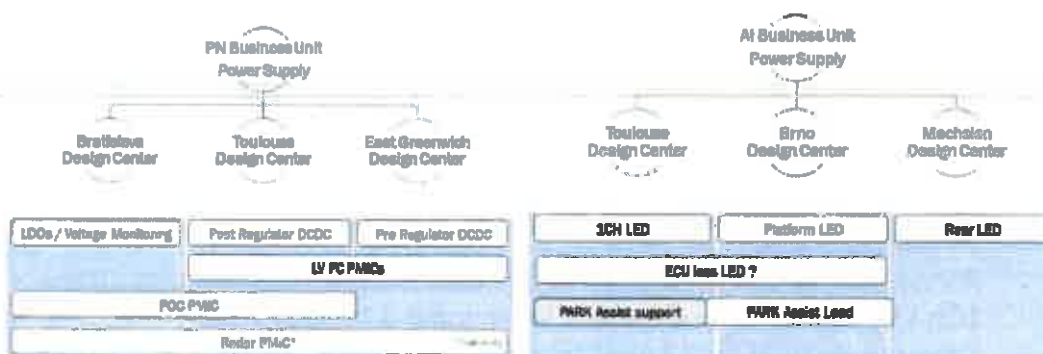 PN Business Unit
Power Supply
Bratislava
Design Center
Toulouse
Design Center
East Greenwich
Design Center
LDOs / Voltage Monitoring
Post Regulator DCDC
Pre Regulator DCDC
LV FC PMICs
POC PMIC
Radar PMIC*
AI Business Unit
Power Supply
Toulouse
Design Center
Brno
Design Center
Mechelen
Design Center
1CH LED
Platform LED
Rear LED
ECU less LED ?
PARK Assist support
PARK Assist Lead